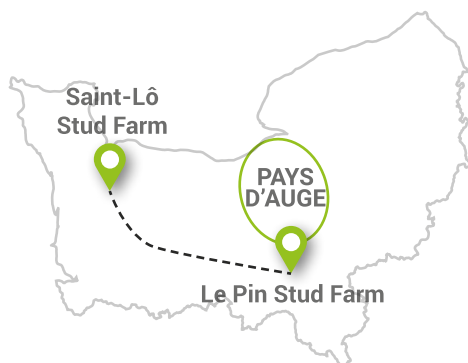 Saint-Lô
Stud Farm
PAYS
D’AUGE
Le Pin Stud Farm